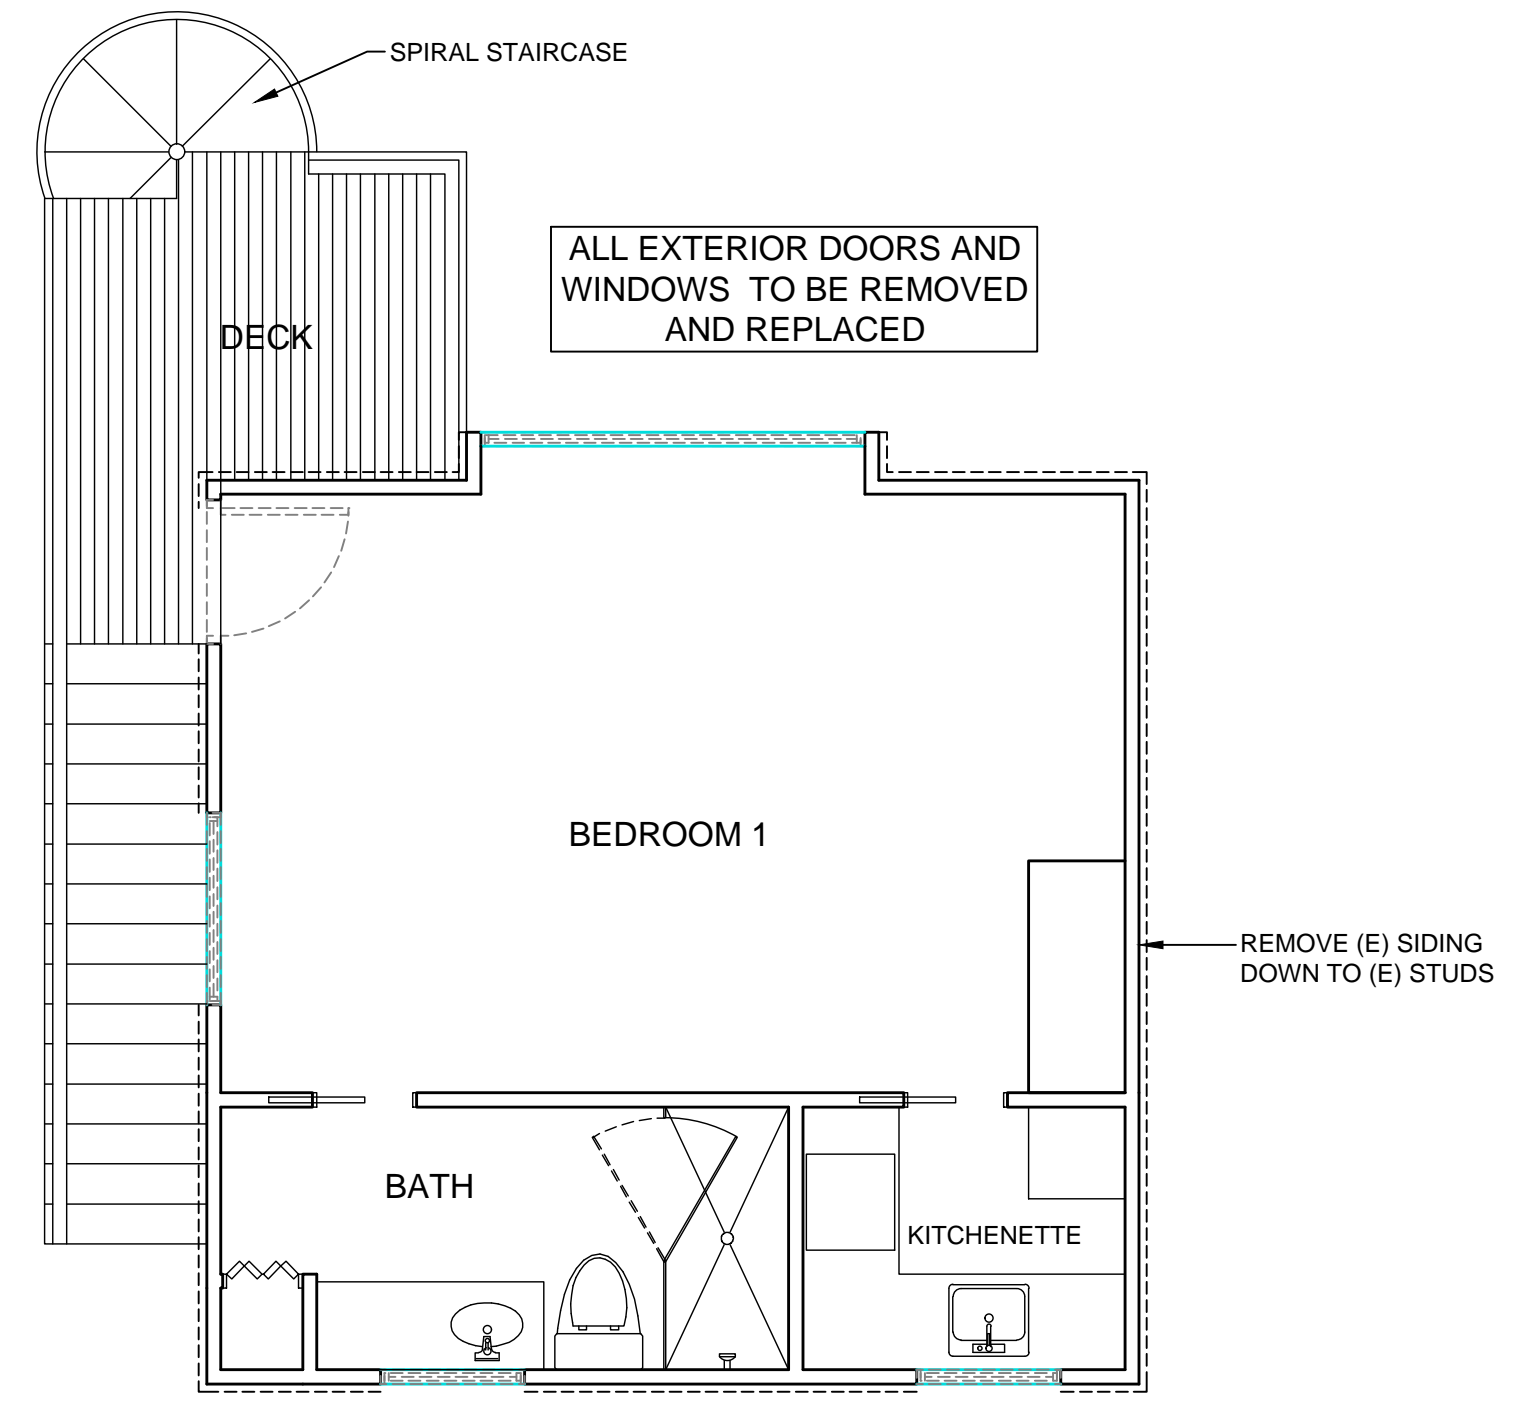 SPIRAL STAIRCASE
ALL EXTERIOR DOORS AND
WINDOWS  TO BE REMOVED
AND REPLACED
DECK
BEDROOM 1
REMOVE (E) SIDING
DOWN TO (E) STUDS
BATH
KITCHENETTE